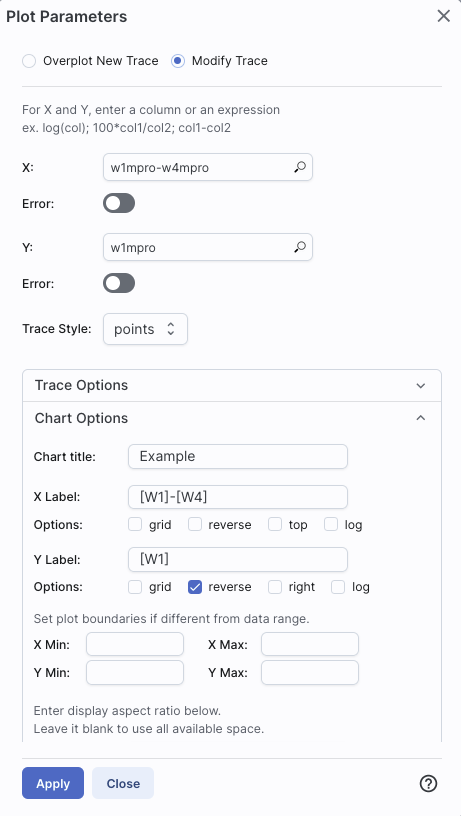 Plot Parameters
Overplot New Trace Modify Trace
For X and Y, enter a column or an expression
ex. log(col); 100*col1/col2; col1-col2
X: w1mpro-w4mpro
Error:
Y: w1mpro
Error:
Trace Style: points
Trace Options
Chart Options
Chart title: Example
X Label: [W1]-[W4]
Options: grid reverse top log
Y Label: [W1]
Options: grid reverse right log
Set plot boundaries if different from data range.
X Min: X Max:
Y Min: Y Max:
Enter display aspect ratio below.
Leave it blank to use all available space.
Apply Close